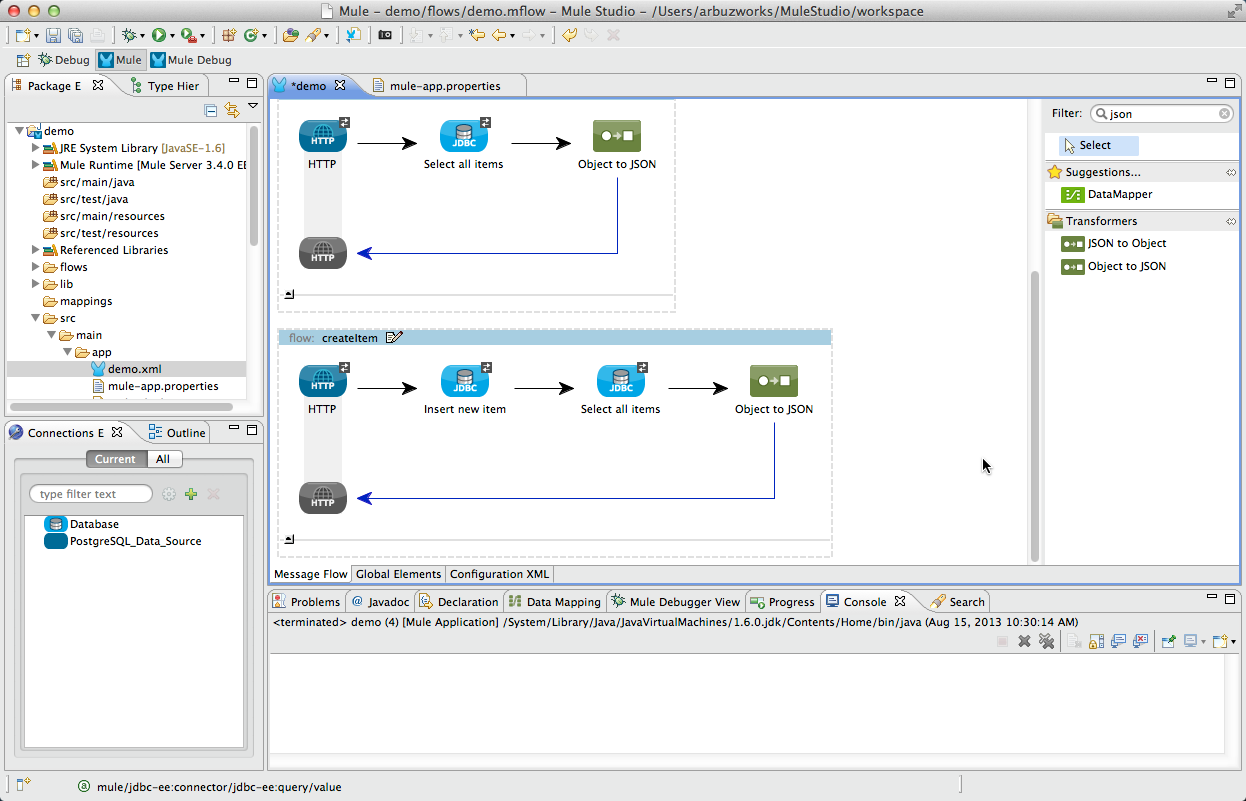 Mule – demo/flows/demo.mflow – Mule Studio – /Users/arbuzworks/MuleStudio/workspace
Debug Mule Mule Debug
Package E Type Hier
demo
JRE System Library [JavaSE-1.6]
Mule Runtime [Mule Server 3.4.0 EE
src/main/java
src/test/java
src/main/resources
src/test/resources
Referenced Libraries
flows
lib
mappings
src
main
app
demo.xml
mule-app.properties
Connections E Outline
Current All
type filter text
Database
PostgreSQL_Data_Source
*demo mule-app.properties
HTTP JDBC
HTTP Select all items Object to JSON
HTTP
flow: createItem
HTTP JDBC JDBC
HTTP Insert new item Select all items Object to JSON
HTTP
Message Flow Global Elements Configuration XML
Filter: json
Select
Suggestions...
DataMapper
Transformers
JSON to Object
Object to JSON
Problems @ Javadoc Declaration Data Mapping Mule Debugger View Progress Console Search
<terminated> demo (4) [Mule Application] /System/Library/Java/JavaVirtualMachines/1.6.0.jdk/Contents/Home/bin/java (Aug 15, 2013 10:30:14 AM)
mule/jdbc-ee:connector/jdbc-ee:query/value